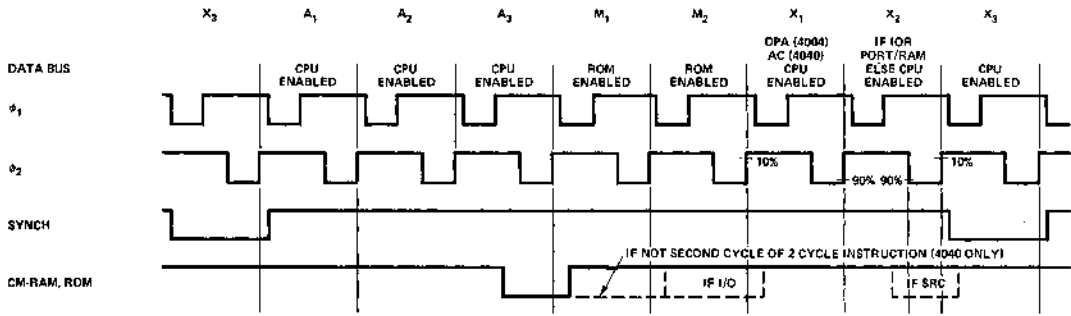 X3 A1 A2 A3 M1 M2 X1 X2 X3
OPA (4004) IF IOR
AC (4040) PORT/RAM
DATA BUS CPU CPU CPU ROM ROM CPU ELSE CPU CPU
ENABLED ENABLED ENABLED ENABLED ENABLED ENABLED ENABLED ENABLED
φ1
φ2
10% 10%
90% 90%
SYNCH
IF NOT SECOND CYCLE OF 2 CYCLE INSTRUCTION (4040 ONLY)
CM-RAM, ROM IF I/O IF SRC